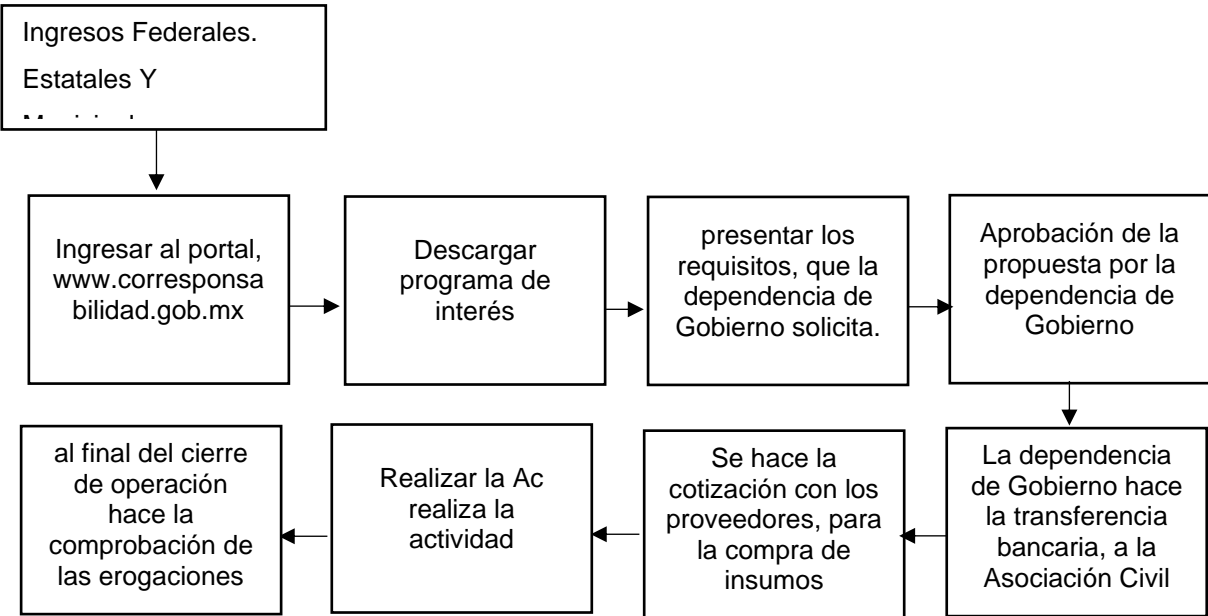 Ingresos Federales.
Estatales Y
Ingresar al portal,
www.corresponsa
bilidad.gob.mx
Descargar
programa de
interés
presentar los
requisitos, que la
dependencia de
Gobierno solicita.
Aprobación de la
propuesta por la
dependencia de
Gobierno
La dependencia
de Gobierno hace
la transferencia
bancaria, a la
Asociación Civil
Se hace la
cotización con los
proveedores, para
la compra de
insumos
Realizar la Ac
realiza la
actividad
al final del cierre
de operación
hace la
comprobación de
las erogaciones